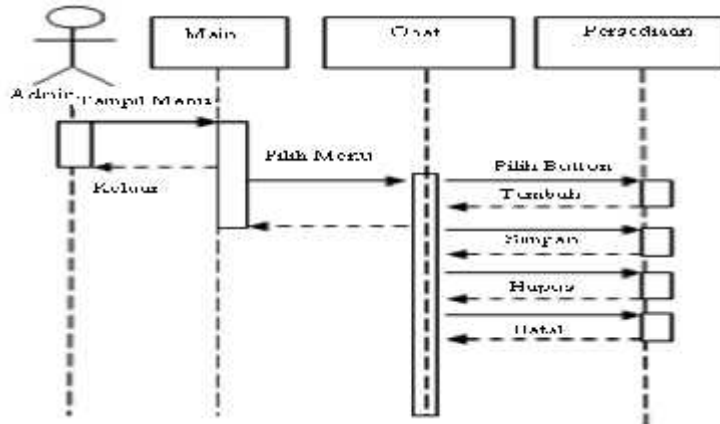 Main
Obat
Persediaan
Admin
Tampil Menu
Keluar
Pilih Menu
Pilih Button
Tambah
Simpan
Hapus
Batal